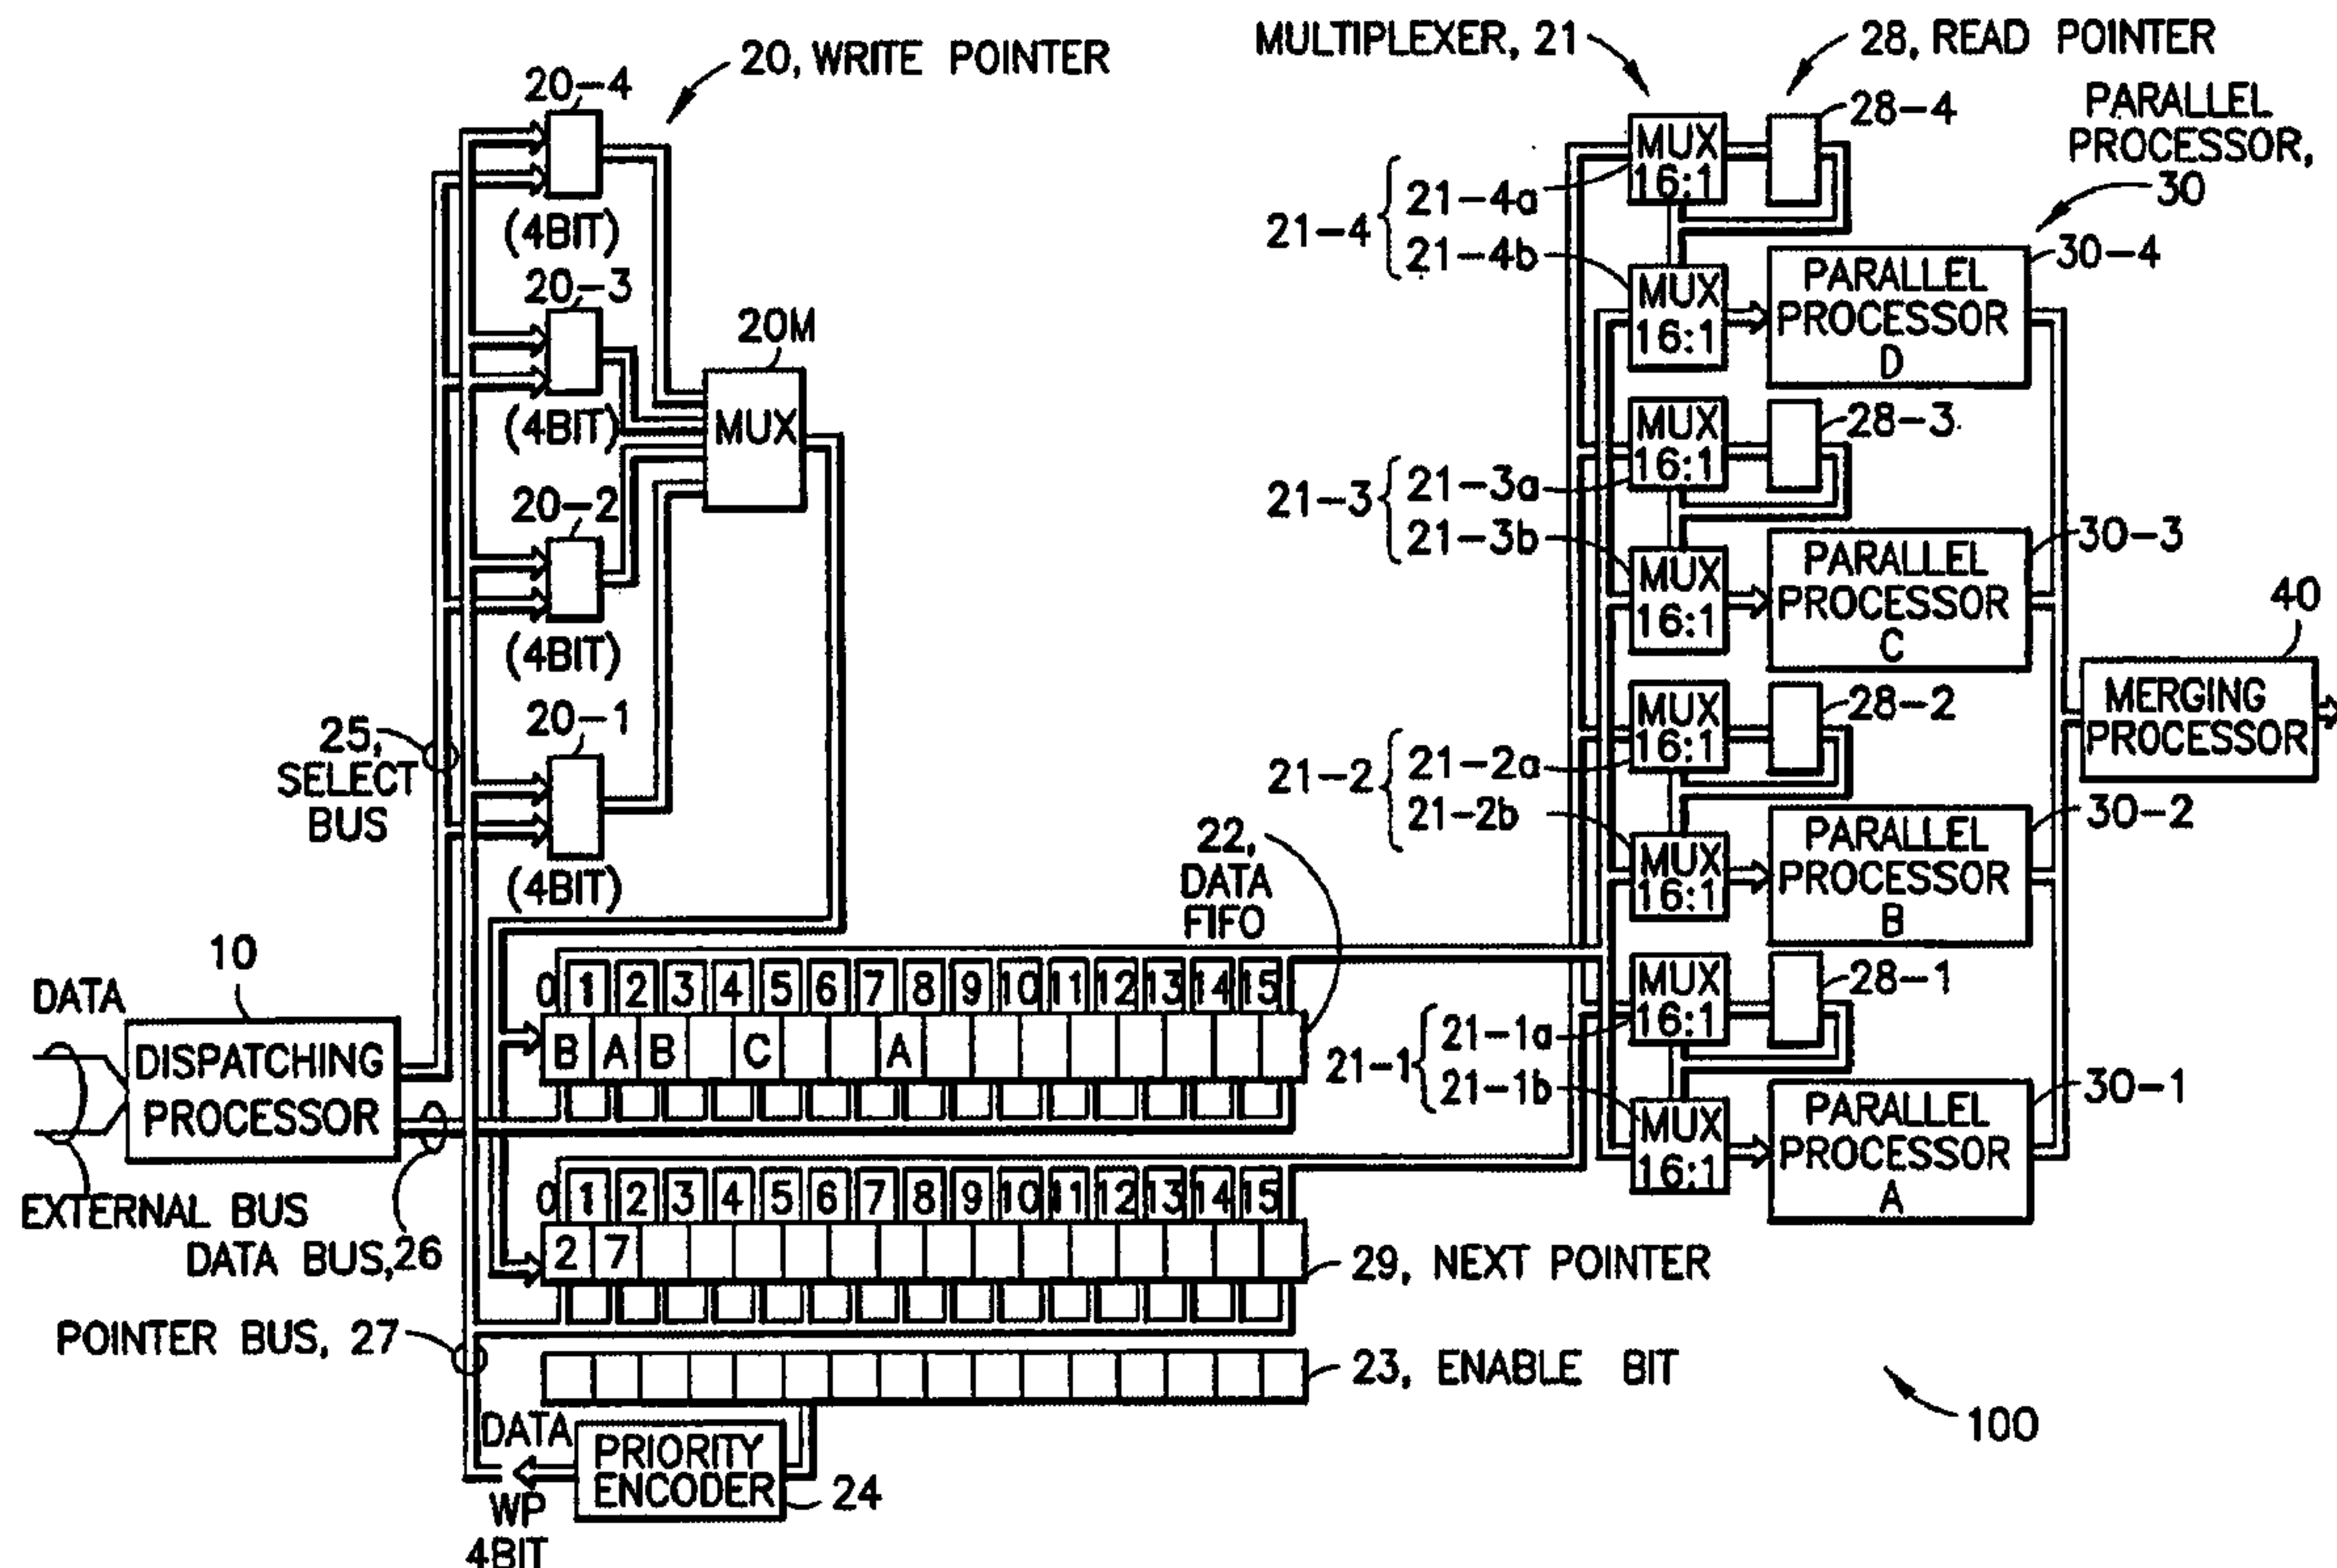 20, WRITE POINTER
20-4
(4BIT)
20-3
(4BIT)
20-2
(4BIT)
20-1
(4BIT)
20M
MUX
25,
SELECT
BUS
MULTIPLEXER, 21
28, READ POINTER
PARALLEL
PROCESSOR,
30
28-4
MUX
16:1
21-4
21-4a
21-4b
MUX
16:1
PARALLEL
PROCESSOR
D
30-4
MUX
16:1
28-3
21-3
21-3a
21-3b
MUX
16:1
PARALLEL
PROCESSOR
C
30-3
40
MERGING
PROCESSOR
MUX
16:1
28-2
21-2
21-2a
21-2b
MUX
16:1
PARALLEL
PROCESSOR
B
30-2
MUX
16:1
28-1
21-1
21-1a
21-1b
MUX
16:1
PARALLEL
PROCESSOR
A
30-1
22,
DATA
FIFO
10
DATA
DISPATCHING
PROCESSOR
EXTERNAL BUS
DATA BUS,26
0 1 2 3 4 5 6 7 8 9 10 11 12 13 14 15
B A B C A
0 1 2 3 4 5 6 7 8 9 10 11 12 13 14 15
2 7
29, NEXT POINTER
POINTER BUS, 27
23, ENABLE BIT
DATA
WP
4BIT
PRIORITY
ENCODER
24
100